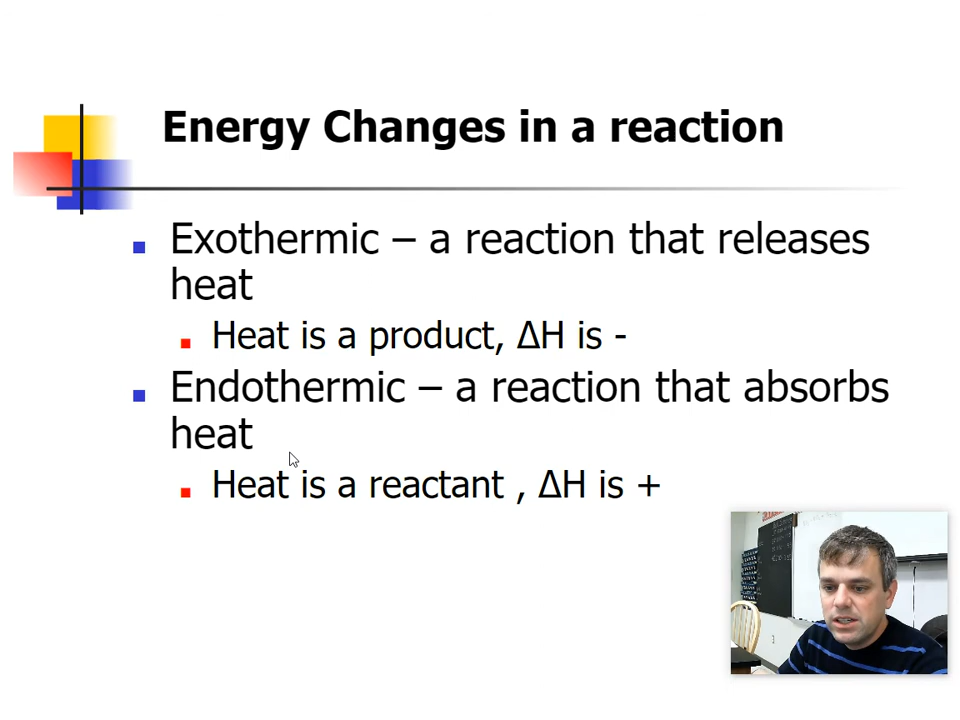 Energy Changes in a reaction
Exothermic – a reaction that releases
heat
Heat is a product, ΔH is -
Endothermic – a reaction that absorbs
heat
Heat is a reactant , ΔH is +